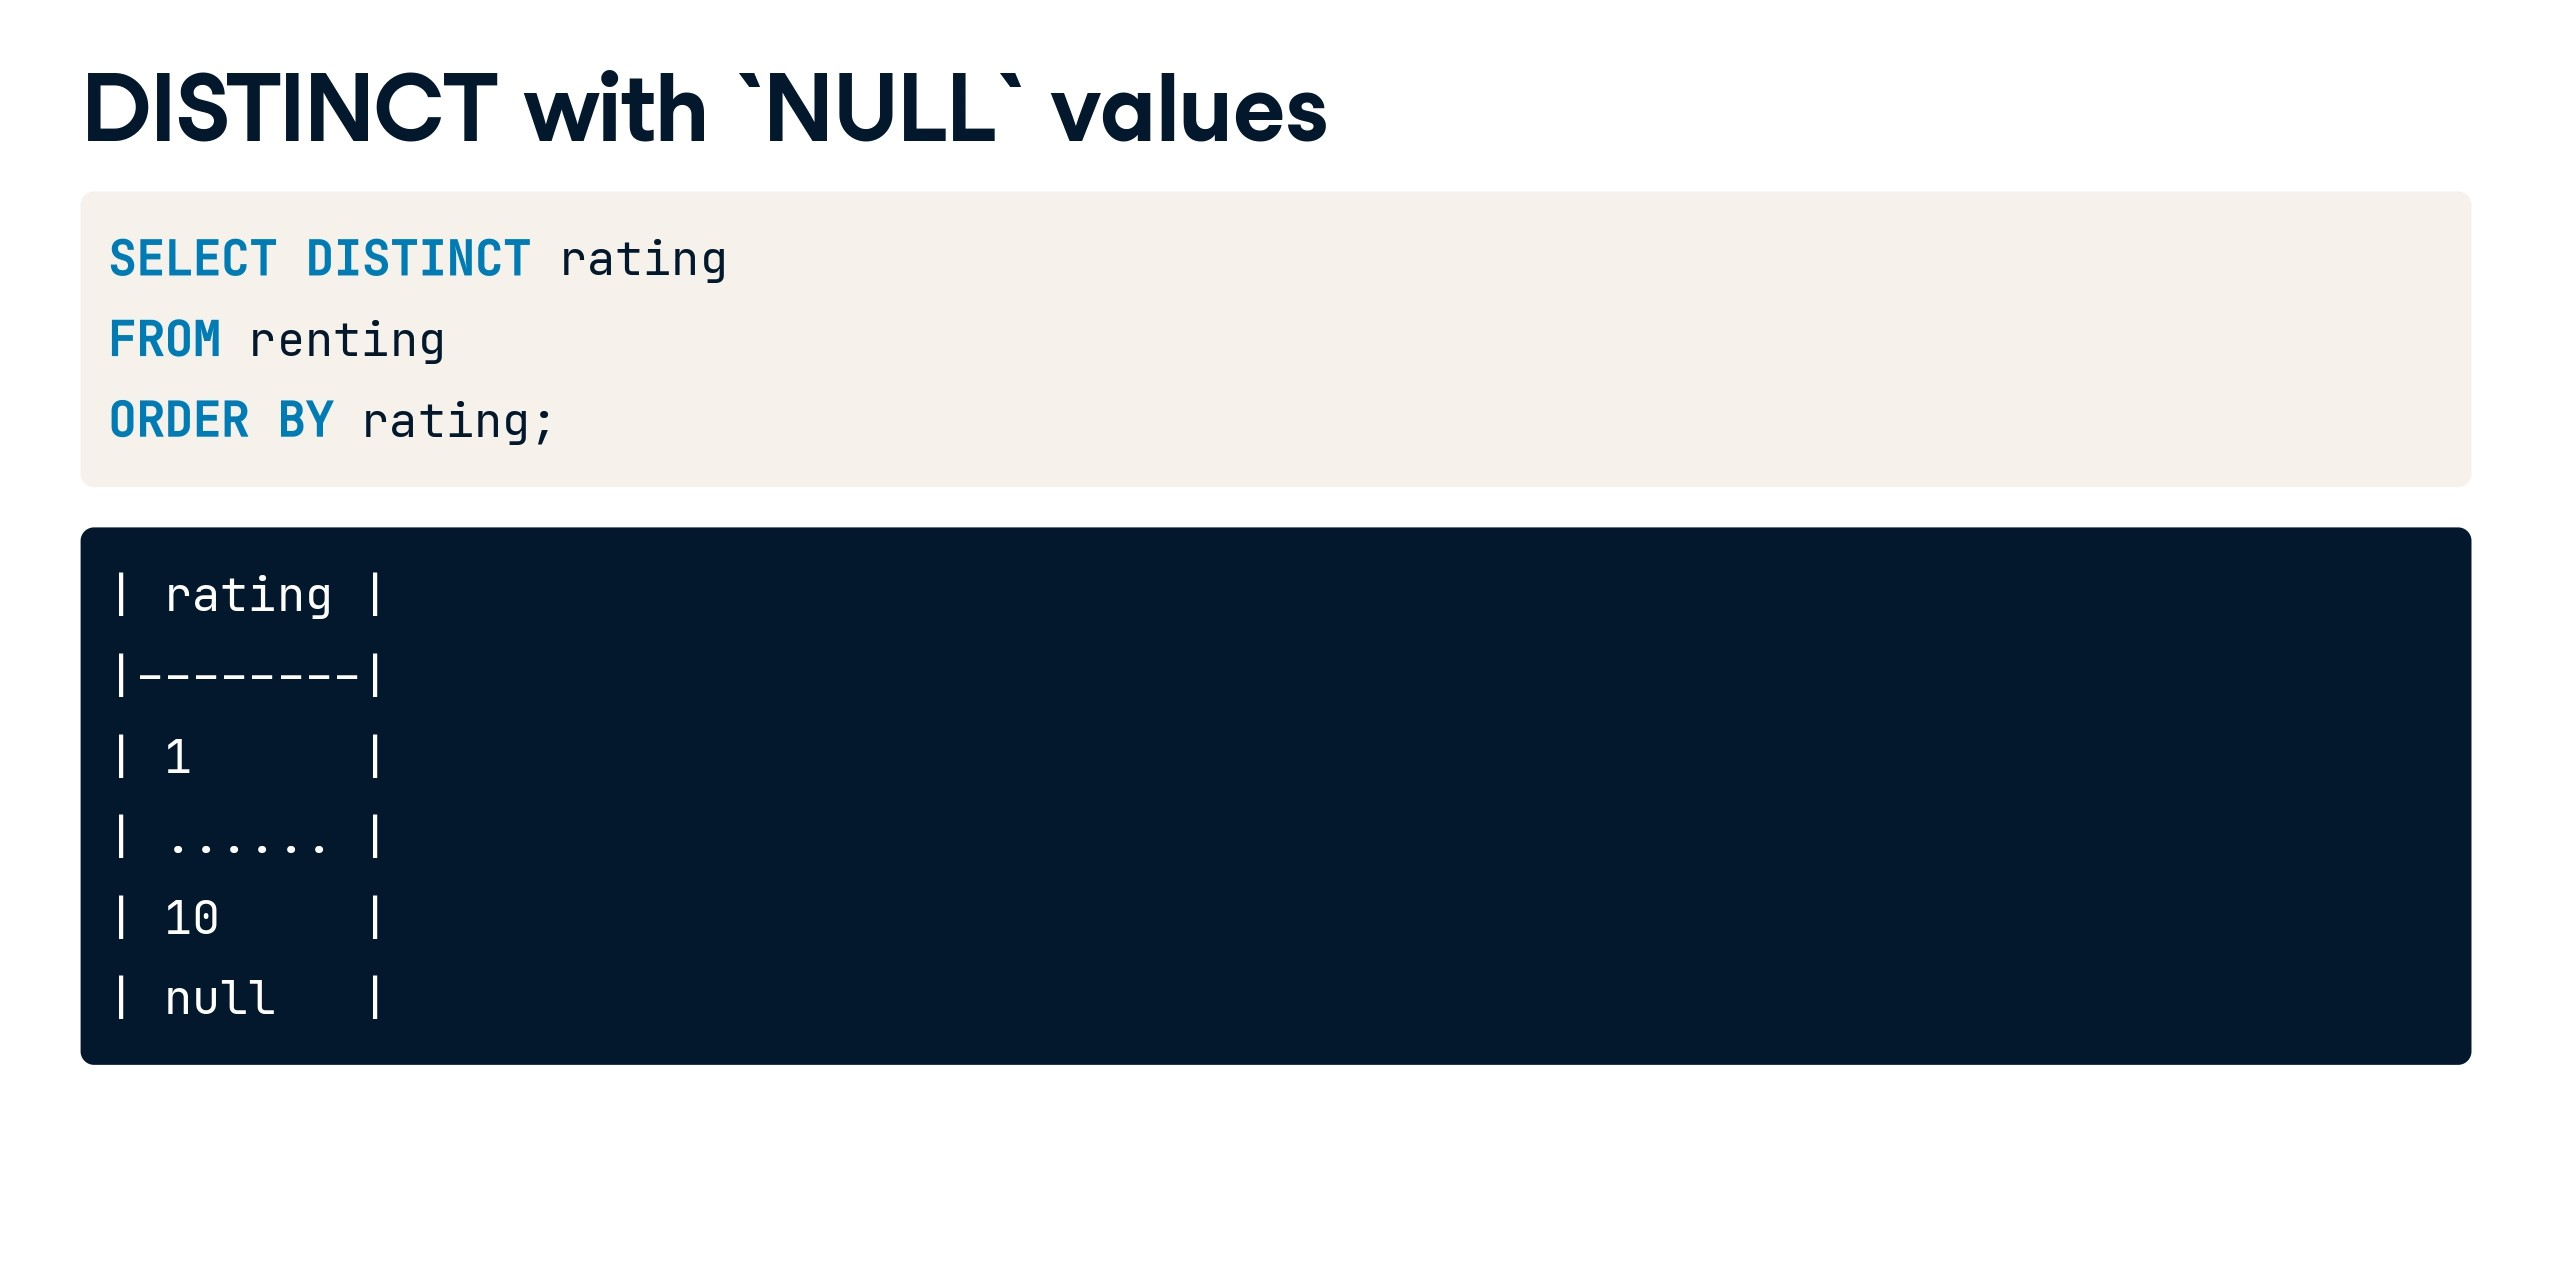 DISTINCT with `NULL` values
SELECT DISTINCT rating
FROM renting
ORDER BY rating;
| rating |
|--------|
| 1      |
| ...... |
| 10     |
| null   |